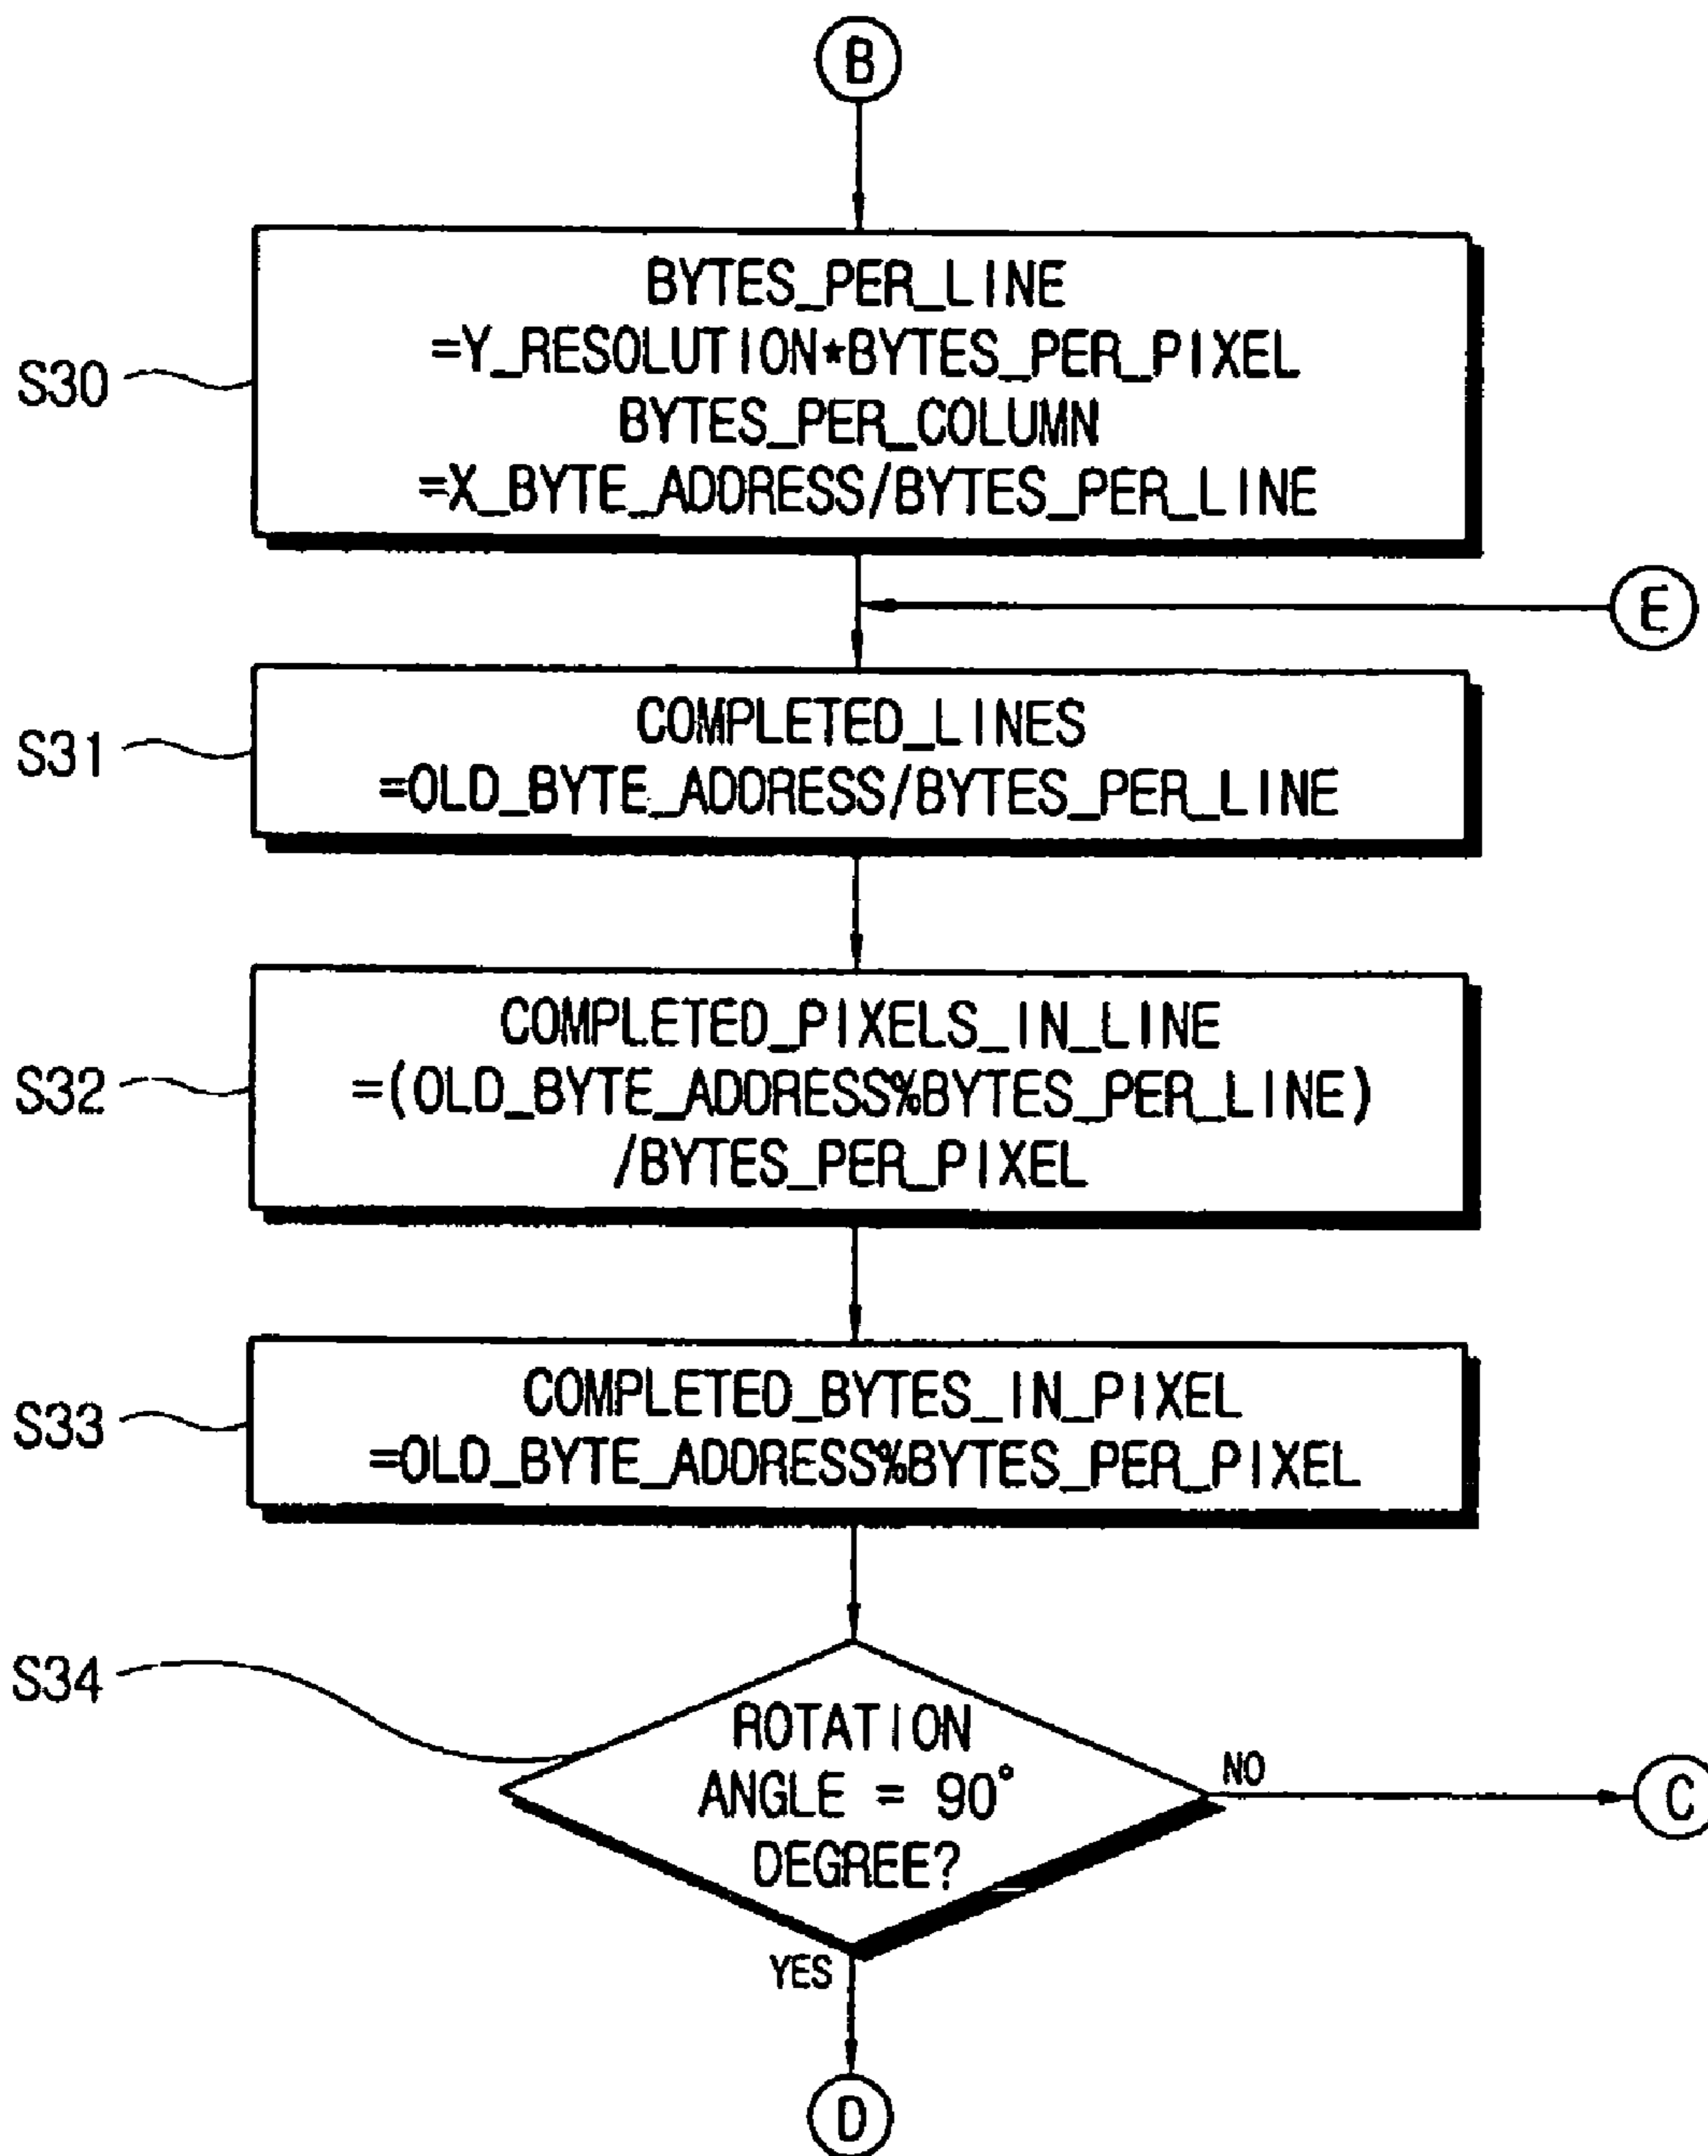 B
BYTES_PER_LINE
=Y_RESOLUTION*BYTES_PER_PIXEL
BYTES_PER_COLUMN
=X_BYTE_ADDRESS/BYTES_PER_LINE
S30
E
COMPLETED_LINES
=OLD_BYTE_ADDRESS/BYTES_PER_LINE
S31
COMPLETED_PIXELS_IN_LINE
=(OLD_BYTE_ADDRESS%BYTES_PER_LINE)
/BYTES_PER_PIXEL
S32
COMPLETED_BYTES_IN_PIXEL
=OLD_BYTE_ADDRESS%BYTES_PER_PIXEL
S33
S34
ROTATION
ANGLE = 90°
DEGREE?
NO
C
YES
D